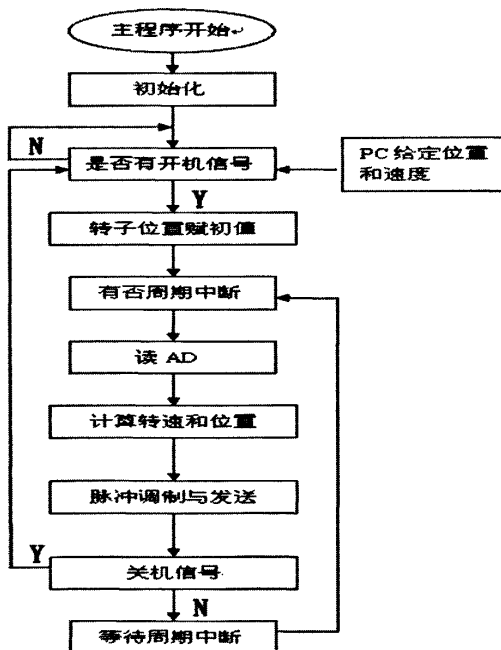 主程序开始
初始化
N
是否有开机信号
PC 给定位置
和速度
Y
转子位置赋初值
有否周期中断
读 AD
计算转速和位置
脉冲调制与发送
Y
关机信号
N
等待周期中断